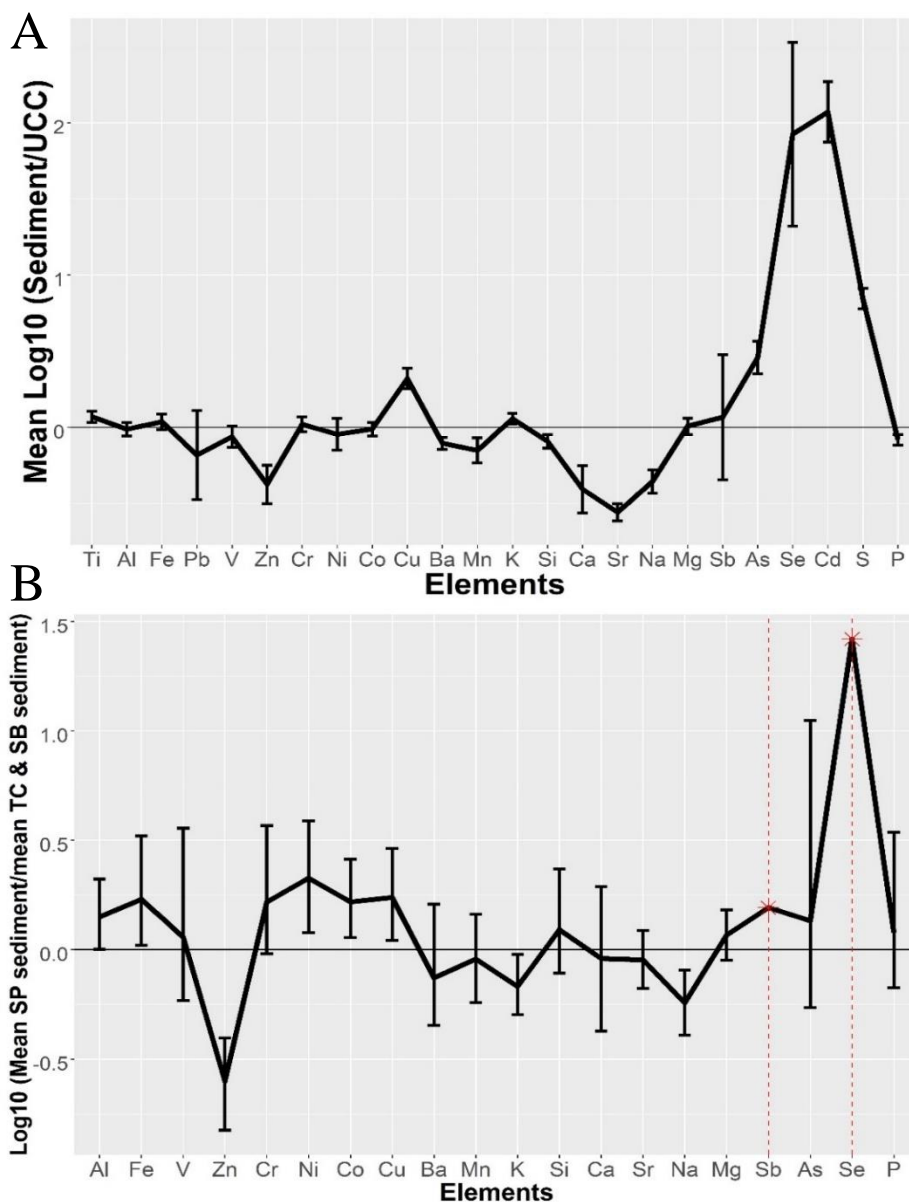 A
Mean Log10 (Sediment/UCC)
2
1
0
Ti Al Fe Pb V Zn Cr Ni Co Cu Ba Mn K Si Ca Sr Na Mg Sb As Se Cd S P
Elements
B
Log10 (Mean SP sediment/mean TC & SB sediment)
1.5
1.0
0.5
0.0
-0.5
Al Fe V Zn Cr Ni Co Cu Ba Mn K Si Ca Sr Na Mg Sb As Se P
Elements